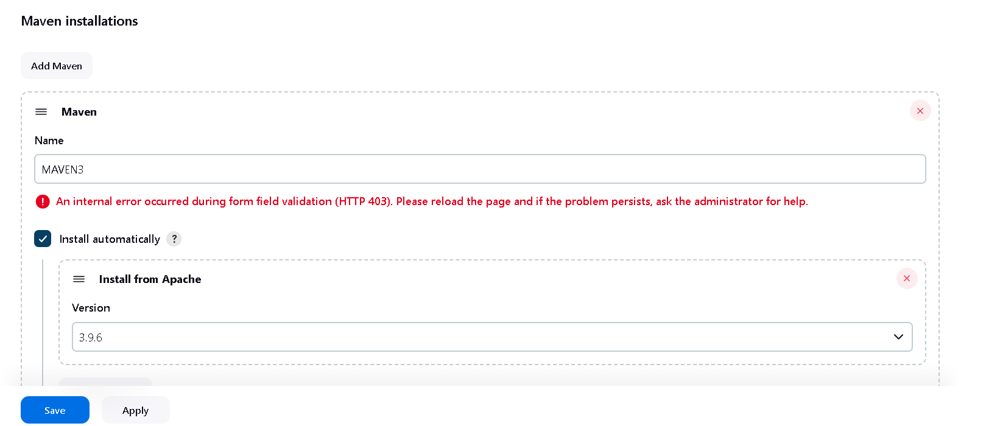 Maven installations
Add Maven
Maven
Name
MAVEN3
An internal error occurred during form field validation (HTTP 403). Please reload the page and if the problem persists, ask the administrator for help.
Install automatically ?
Install from Apache
Version
3.9.6
Save Apply